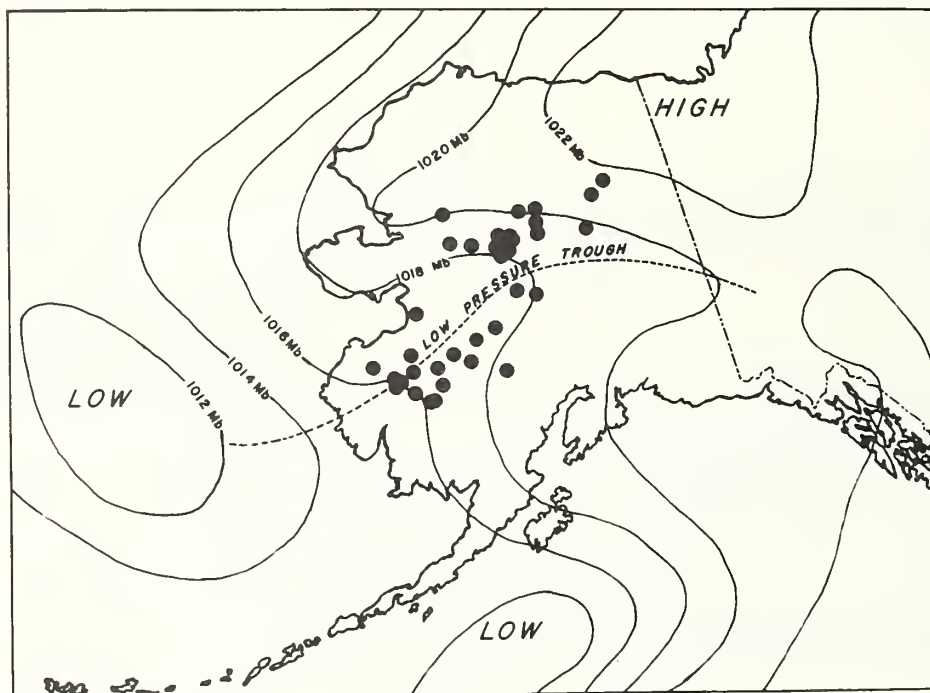 HIGH
1022 Mb
1020 Mb
1018 Mb
LOW PRESSURE TROUGH
1016 Mb
1014 Mb
1012 Mb
LOW
LOW